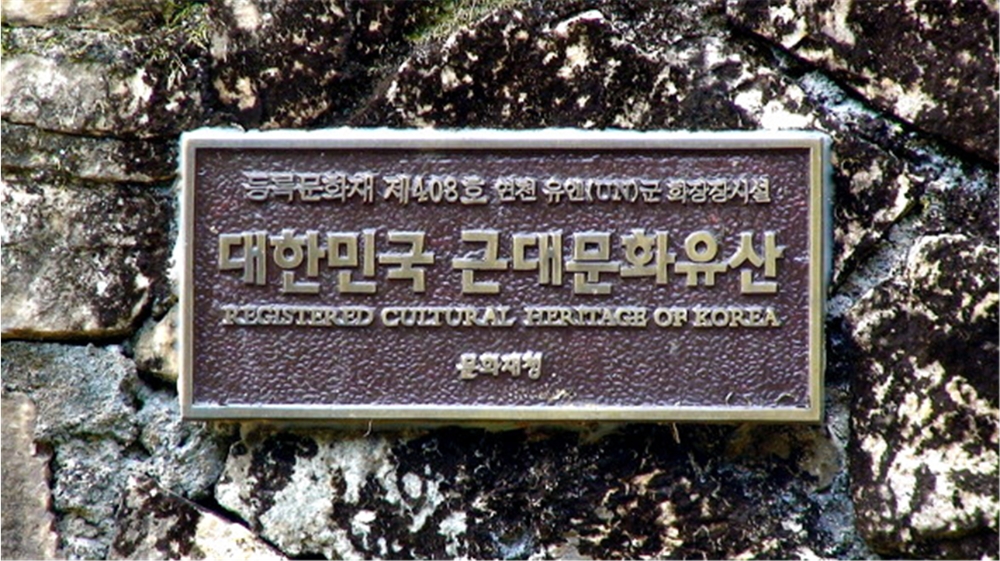 등록문화재 제408호 연천 유엔(UN)군 화장장시설
대한민국 근대문화유산
REGISTERED CULTURAL HERITAGE OF KOREA
문화재청